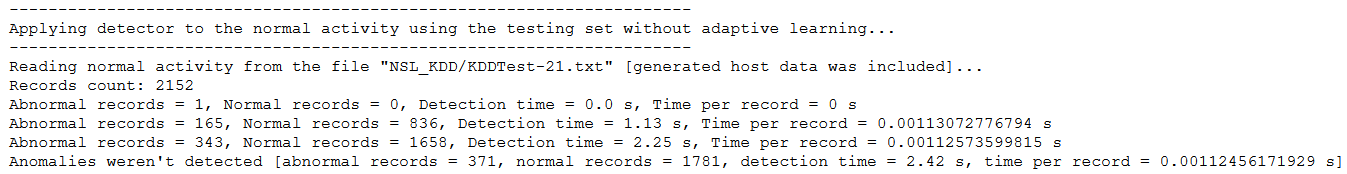 ----------------------------------------------------------------------
Applying detector to the normal activity using the testing set without adaptive learning...
----------------------------------------------------------------------
Reading normal activity from the file "NSL_KDD/KDDTest-21.txt" [generated host data was included]...
Records count: 2152
Abnormal records = 1, Normal records = 0, Detection time = 0.0 s, Time per record = 0 s
Abnormal records = 165, Normal records = 836, Detection time = 1.13 s, Time per record = 0.00113072776794 s
Abnormal records = 343, Normal records = 1658, Detection time = 2.25 s, Time per record = 0.00112573599815 s
Anomalies weren't detected [abnormal records = 371, normal records = 1781, detection time = 2.42 s, time per record = 0.00112456171929 s]